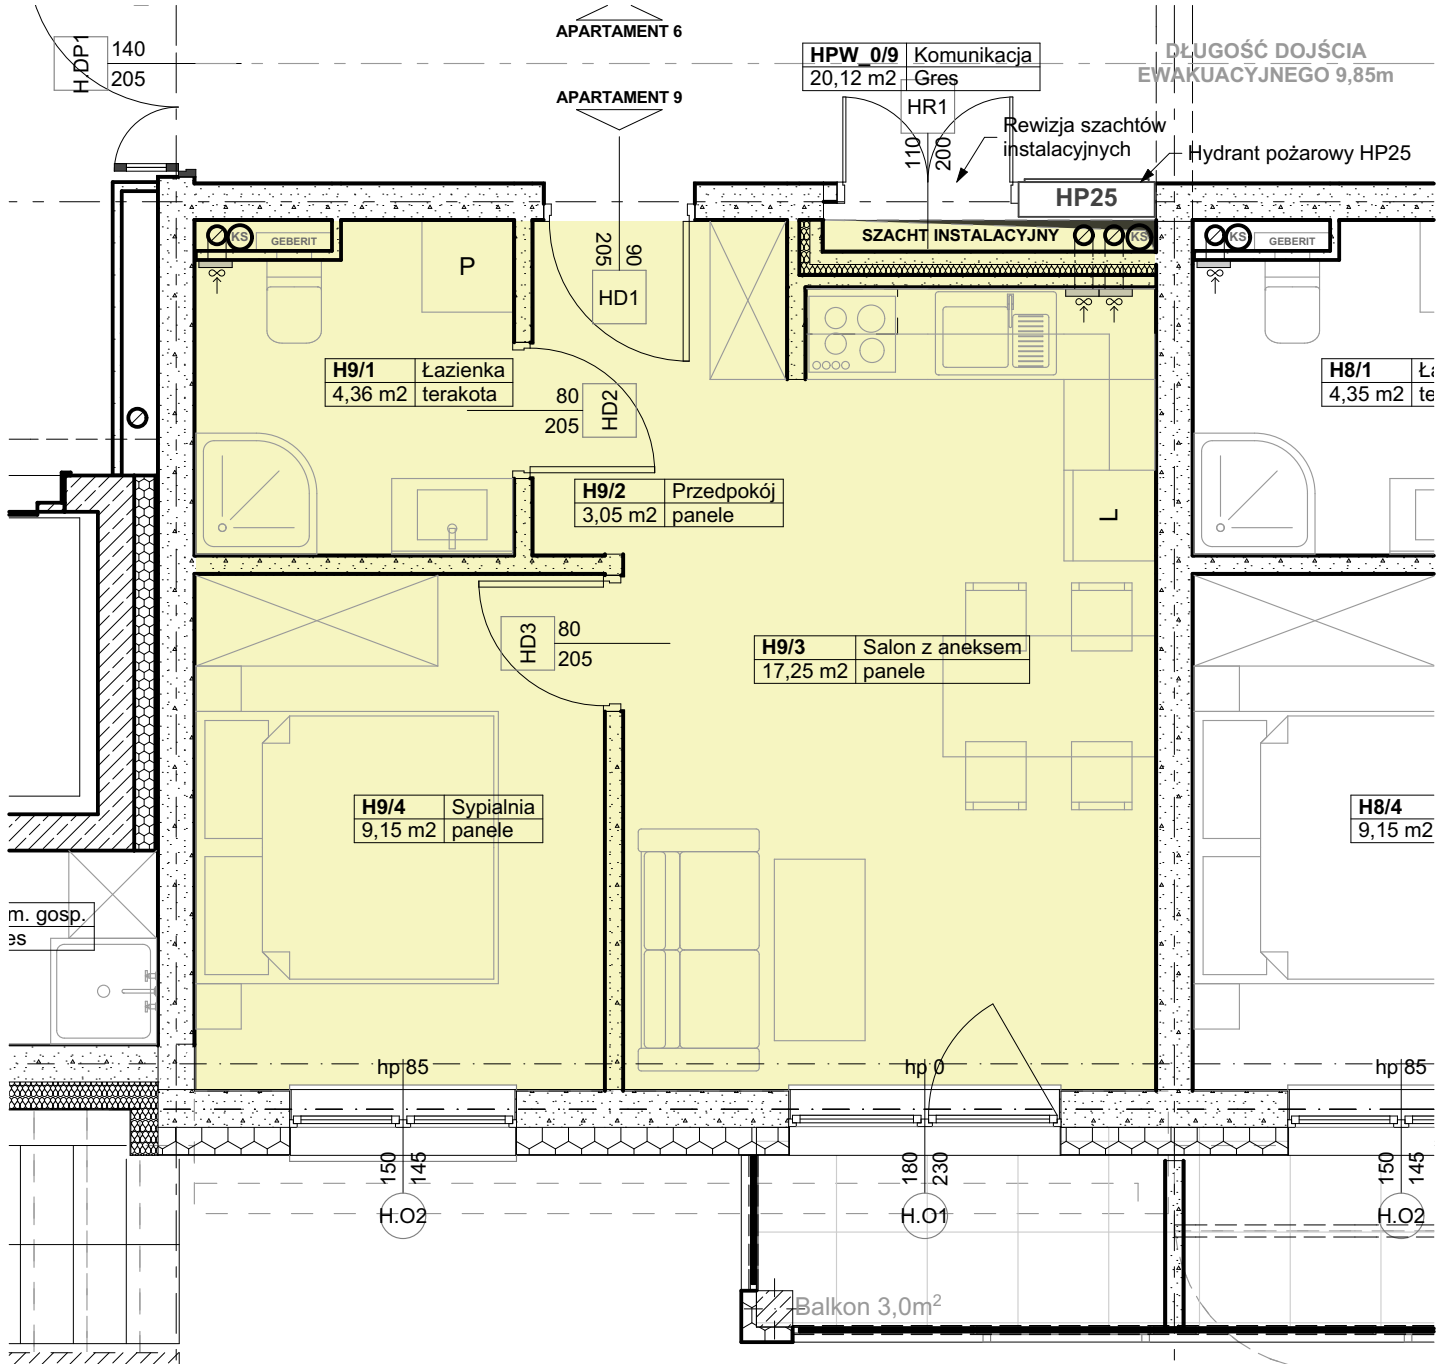 APARTAMENT 6
H.DP1
140
205
HPW_0/9 Komunikacja
20,12 m2 Gres
DŁUGOŚĆ DOJŚCIA
EWAKUACYJNEGO 9,85m
APARTAMENT 9
HR1
110
200
Rewizja szachtów
instalacyjnych
Hydrant pożarowy HP25
HP25
KS
GEBERIT
P
90
205
HD1
SZACHT INSTALACYJNY
KS
KS
GEBERIT
H9/1 Łazienka
4,36 m2 terakota
80
205
HD2
H8/1
4,35 m2
H9/2 Przedpokój
3,05 m2 panele
L
HD3
80
205
H9/3 Salon z aneksem
17,25 m2 panele
H9/4 Sypialnia
9,15 m2 panele
H8/4
9,15 m2
m. gosp.
es
hp 85
hp 0
hp 85
150
145
180
230
150
145
H.O2
H.O1
H.O2
Balkon 3,0m²